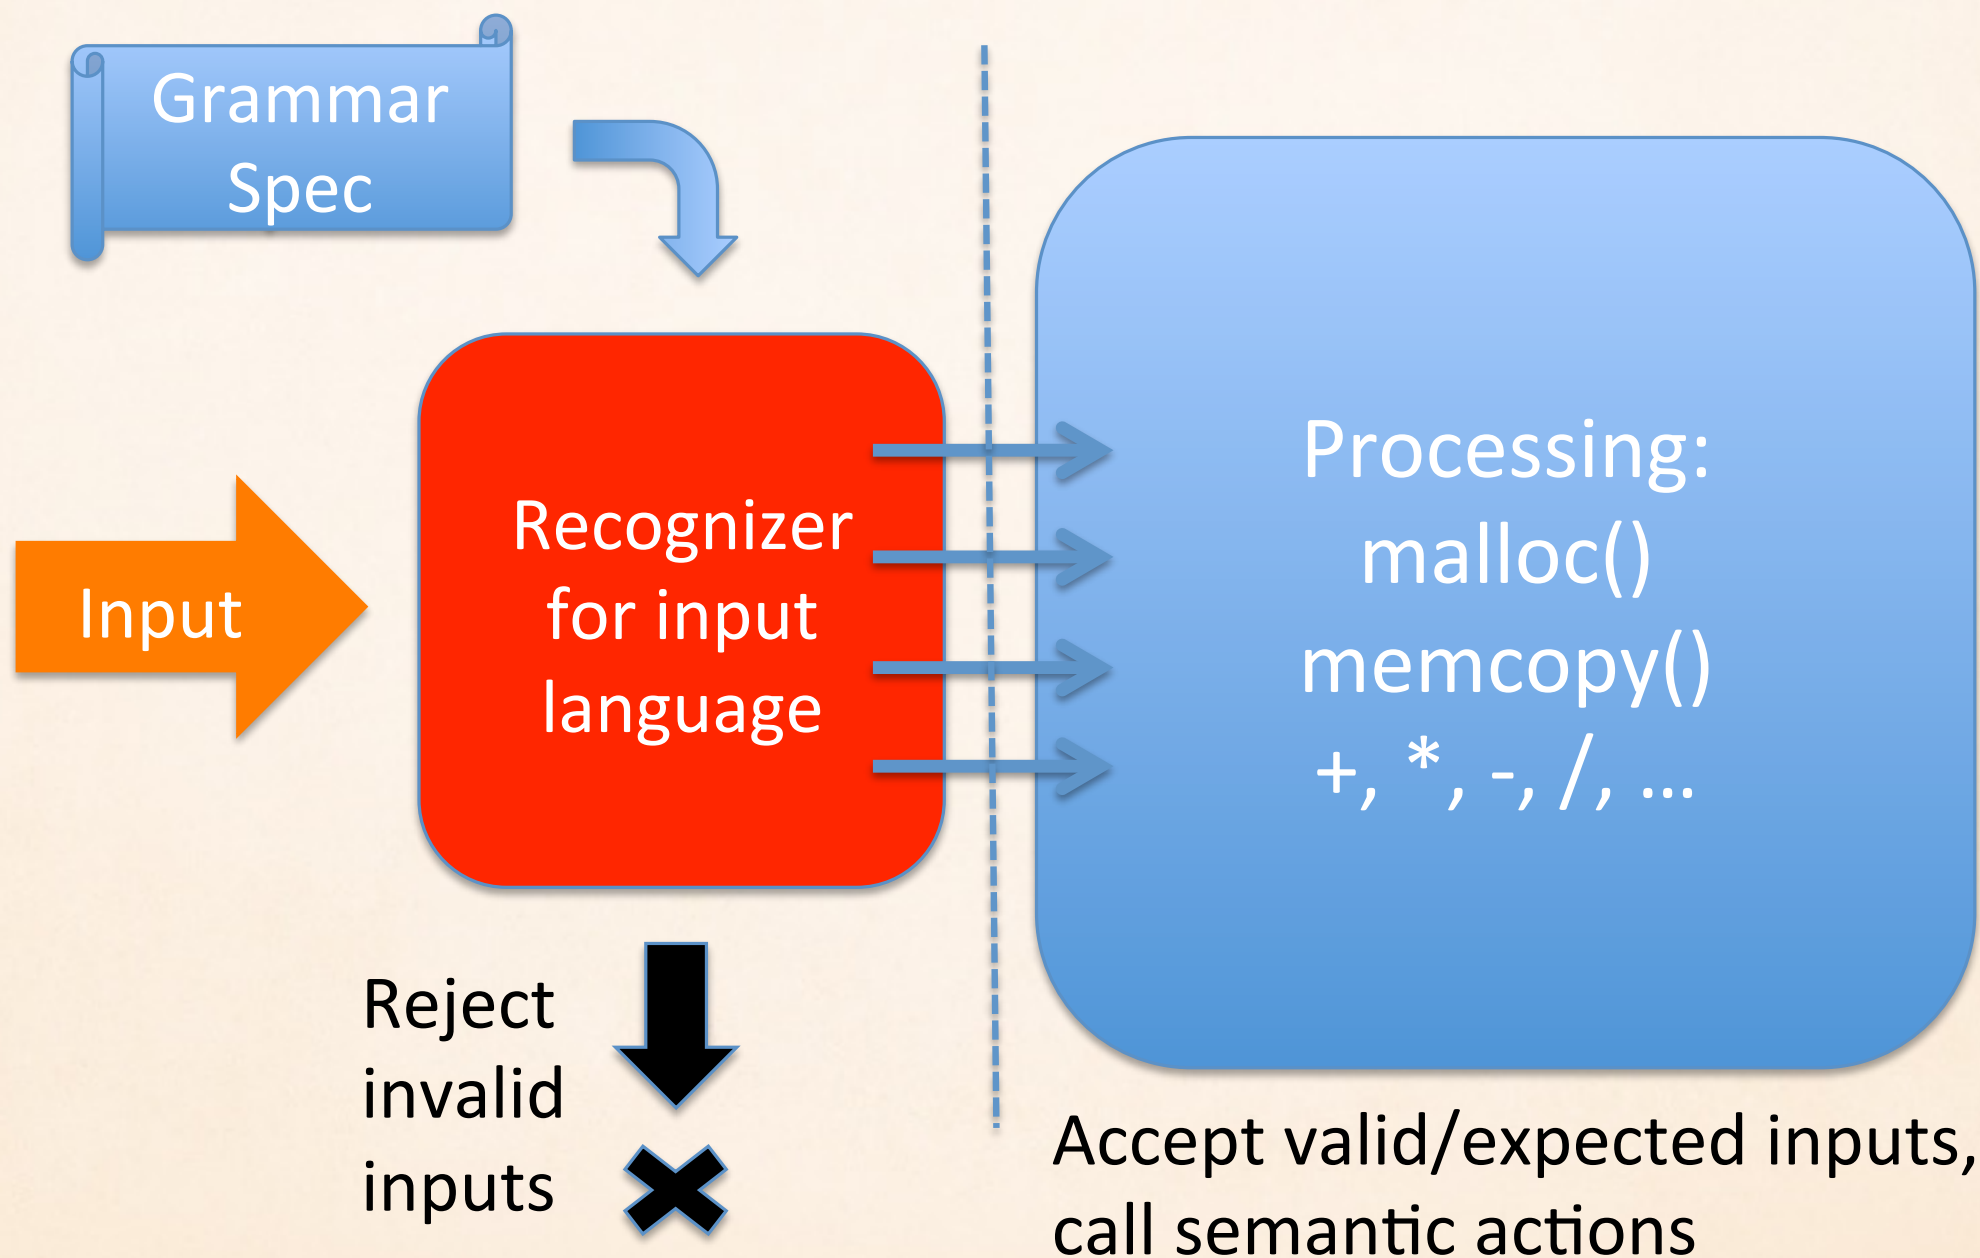 Grammar
Spec
Input
Recognizer
for input
language
Reject
invalid
inputs
Processing:
malloc()
memcopy()
+, *, -, /, ...
Accept valid/expected inputs,
call semantic actions